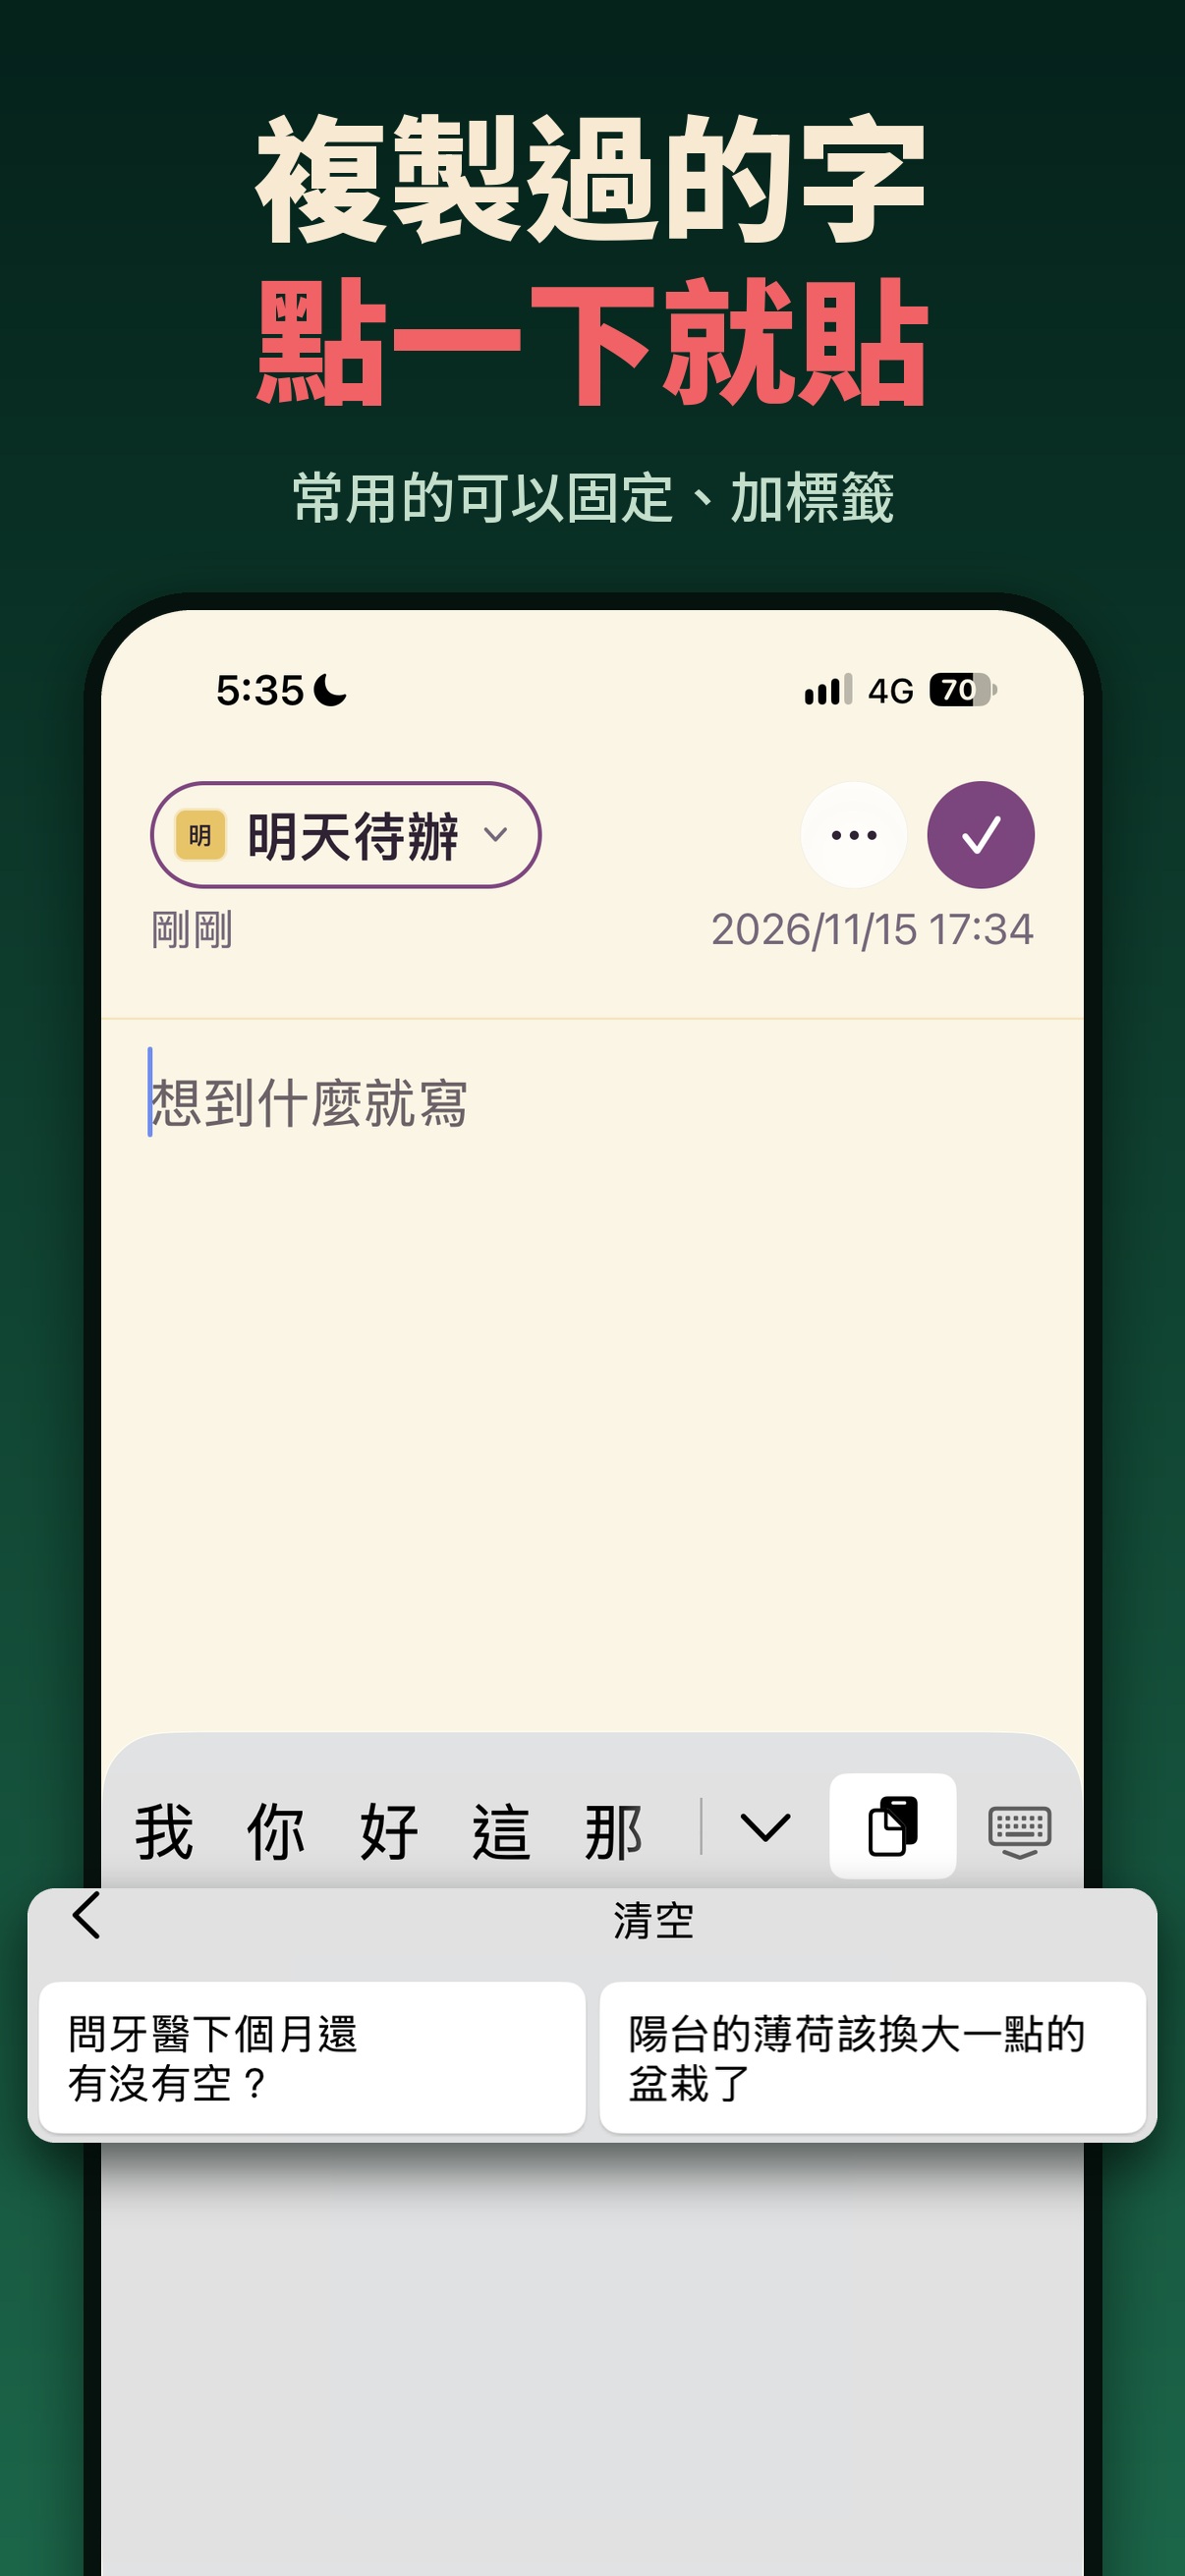 複製過的字
點一下就貼
常用的可以固定、加標籤
5:35 4G 70
明 明天待辦
剛剛 2026/11/15 17:34
想到什麼就寫
我 你 好 這 那
清空
問牙醫下個月還
有沒有空？
陽台的薄荷該換大一點的
盆栽了